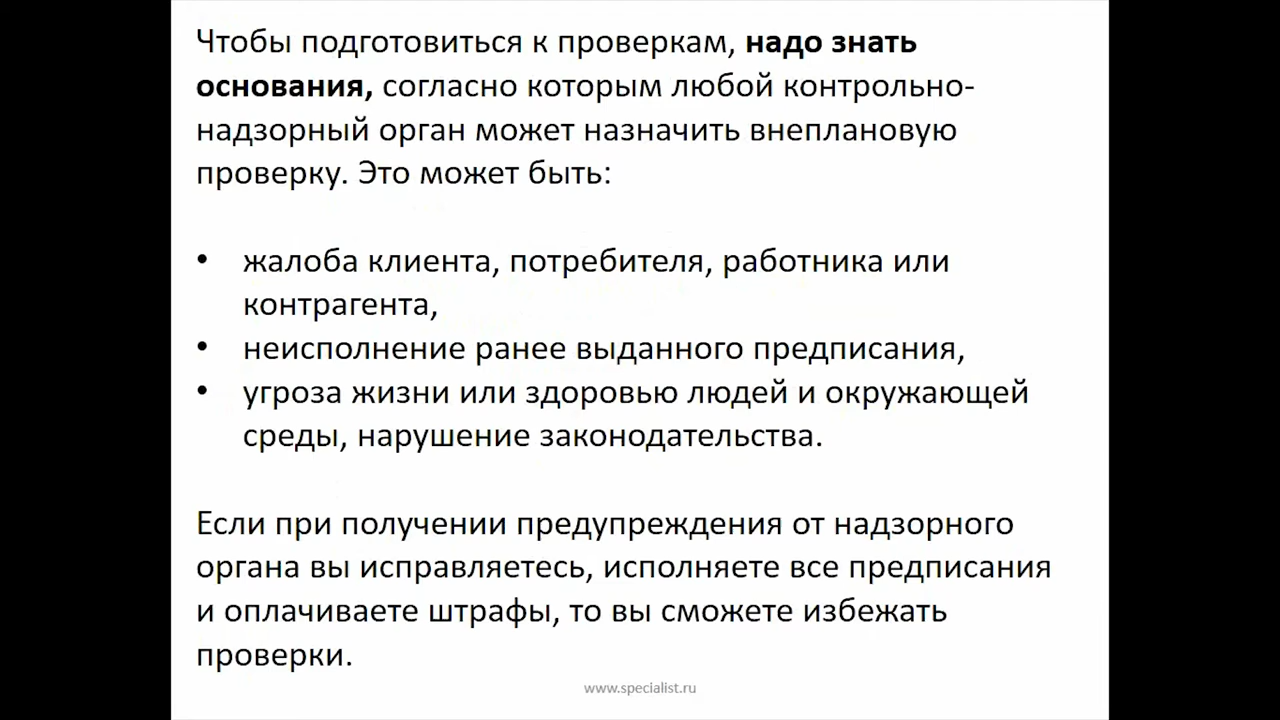 Чтобы подготовиться к проверкам, надо знать
основания, согласно которым любой контрольно-
надзорный орган может назначить внеплановую
проверку. Это может быть:
• жалоба клиента, потребителя, работника или
контрагента,
• неисполнение ранее выданного предписания,
• угроза жизни или здоровью людей и окружающей
среды, нарушение законодательства.
Если при получении предупреждения от надзорного
органа вы исправляетесь, исполняете все предписания
и оплачиваете штрафы, то вы сможете избежать
проверки.
www.specialist.ru